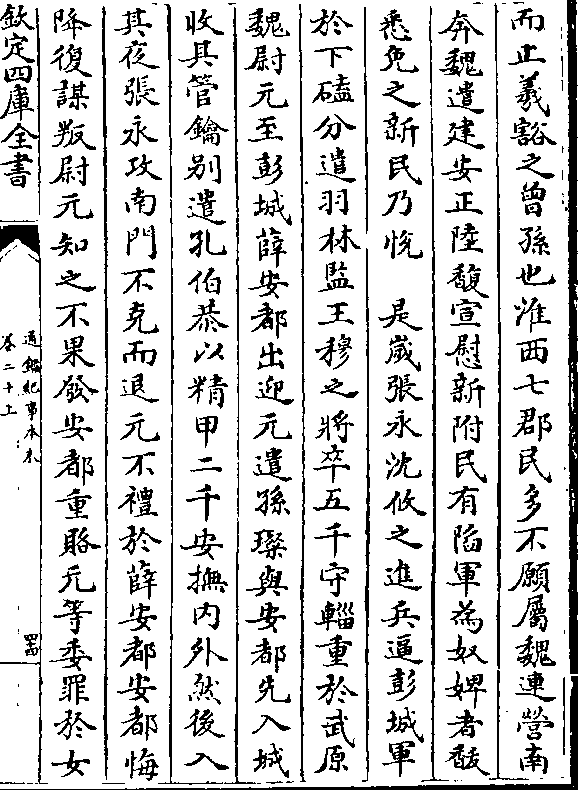 而止羲豁之曾孫也淮西七郡民多不願屬魏連營南
奔魏遣建安王陸馛宣慰新附民有陷軍為奴婢者馛
悉免之新民乃悅　是歲張永沈攸之進兵逼彭城軍
於下磕分遣羽林監王穆之將卒五千守輜重於武原
魏尉元至彭城薛安都出迎元遣孫璨與安都先入城
收其管鑰别遣孔伯恭以精甲二千安撫内外然後入
其夜張永攻南門不克而退元不禮於薛安都安都悔
降復謀叛尉元知之不果發安都重賂元等委罪於女
欽定四庫全書
通鑑紀事本末
卷二十上